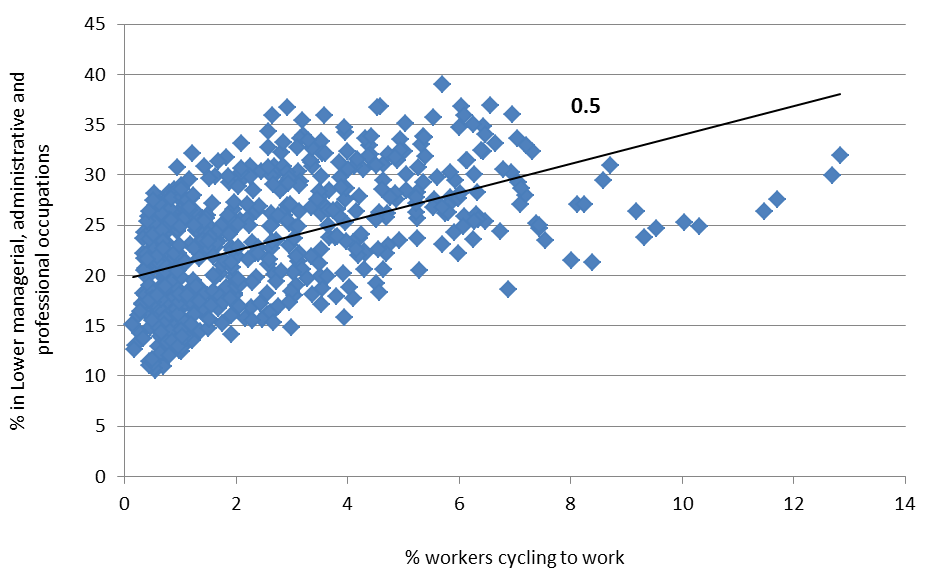 % in Lower managerial, administrative and
professional occupations
45
40
35
30
25
20
15
10
5
0
0.5
0 2 4 6 8 10 12 14
% workers cycling to work